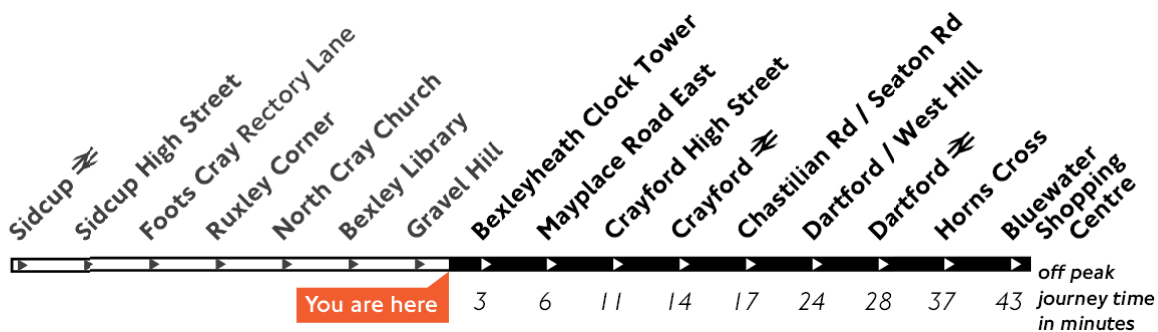 Sidcup
Sidcup High Street
Foots Cray Rectory Lane
Ruxley Corner
North Cray Church
Bexley Library
Gravel Hill
Bexleyheath Clock Tower
Mayplace Road East
Crayford High Street
Crayford
Chastilian Rd / Seaton Rd
Dartford / West Hill
Dartford
Horns Cross
Bluewater
Shopping
Centre
You are here
3 6 11 14 17 24 28 37 43
off peak
journey time
in minutes